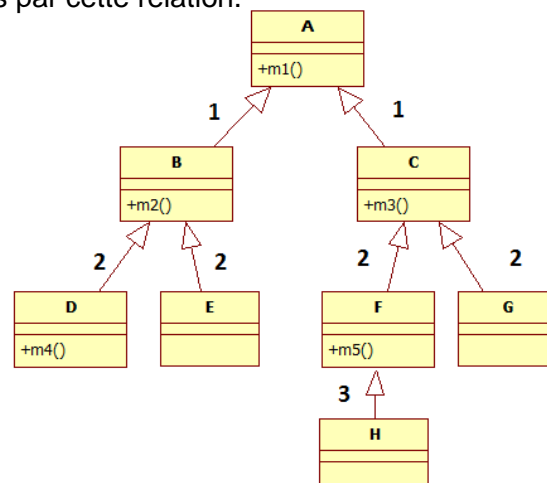 s par cette relation.
A
+m1()
1
1
B
C
+m2()
+m3()
2
2
2
2
D
E
F
G
+m4()
+m5()
3
H